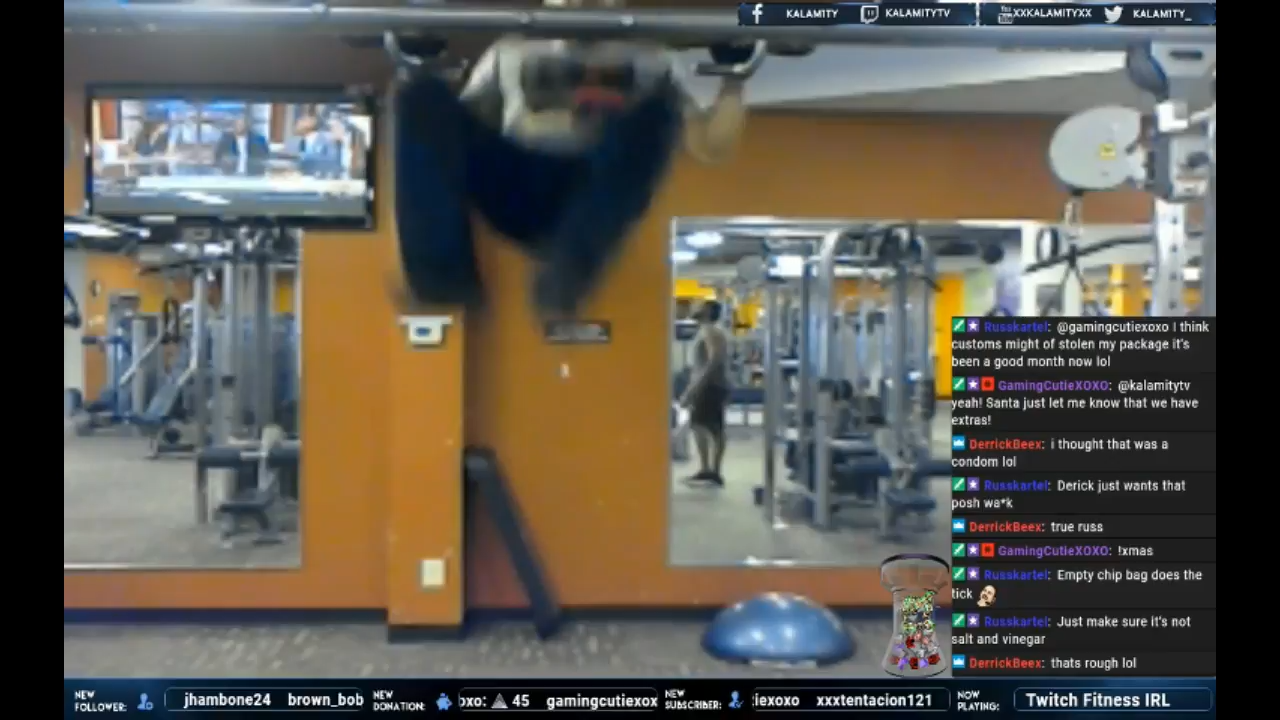 KALAMITY
KALAMITYTV
You Tube XXKALAMITYXX
KALAMITY_
Russkartel: @gamingcutiexoxo I think
customs might of stolen my package it's
been a good month now lol
GamingCutieXOXO: @kalamitytv
yeah! Santa just let me know that we have
extras!
DerrickBeex: i thought that was a
condom lol
Russkartel: Derick just wants that
posh wa*k
DerrickBeex: true russ
GamingCutieXOXO: !xmas
Russkartel: Empty chip bag does the
tick
Russkartel: Just make sure it's not
salt and vinegar
DerrickBeex: thats rough lol
NEW FOLLOWER: jhambone24 brown_bob
NEW DONATION: oxo: 45 gamingcutiexox
NEW SUBSCRIBER: iexoxo xxxtentacion121
NOW PLAYING: Twitch Fitness IRL